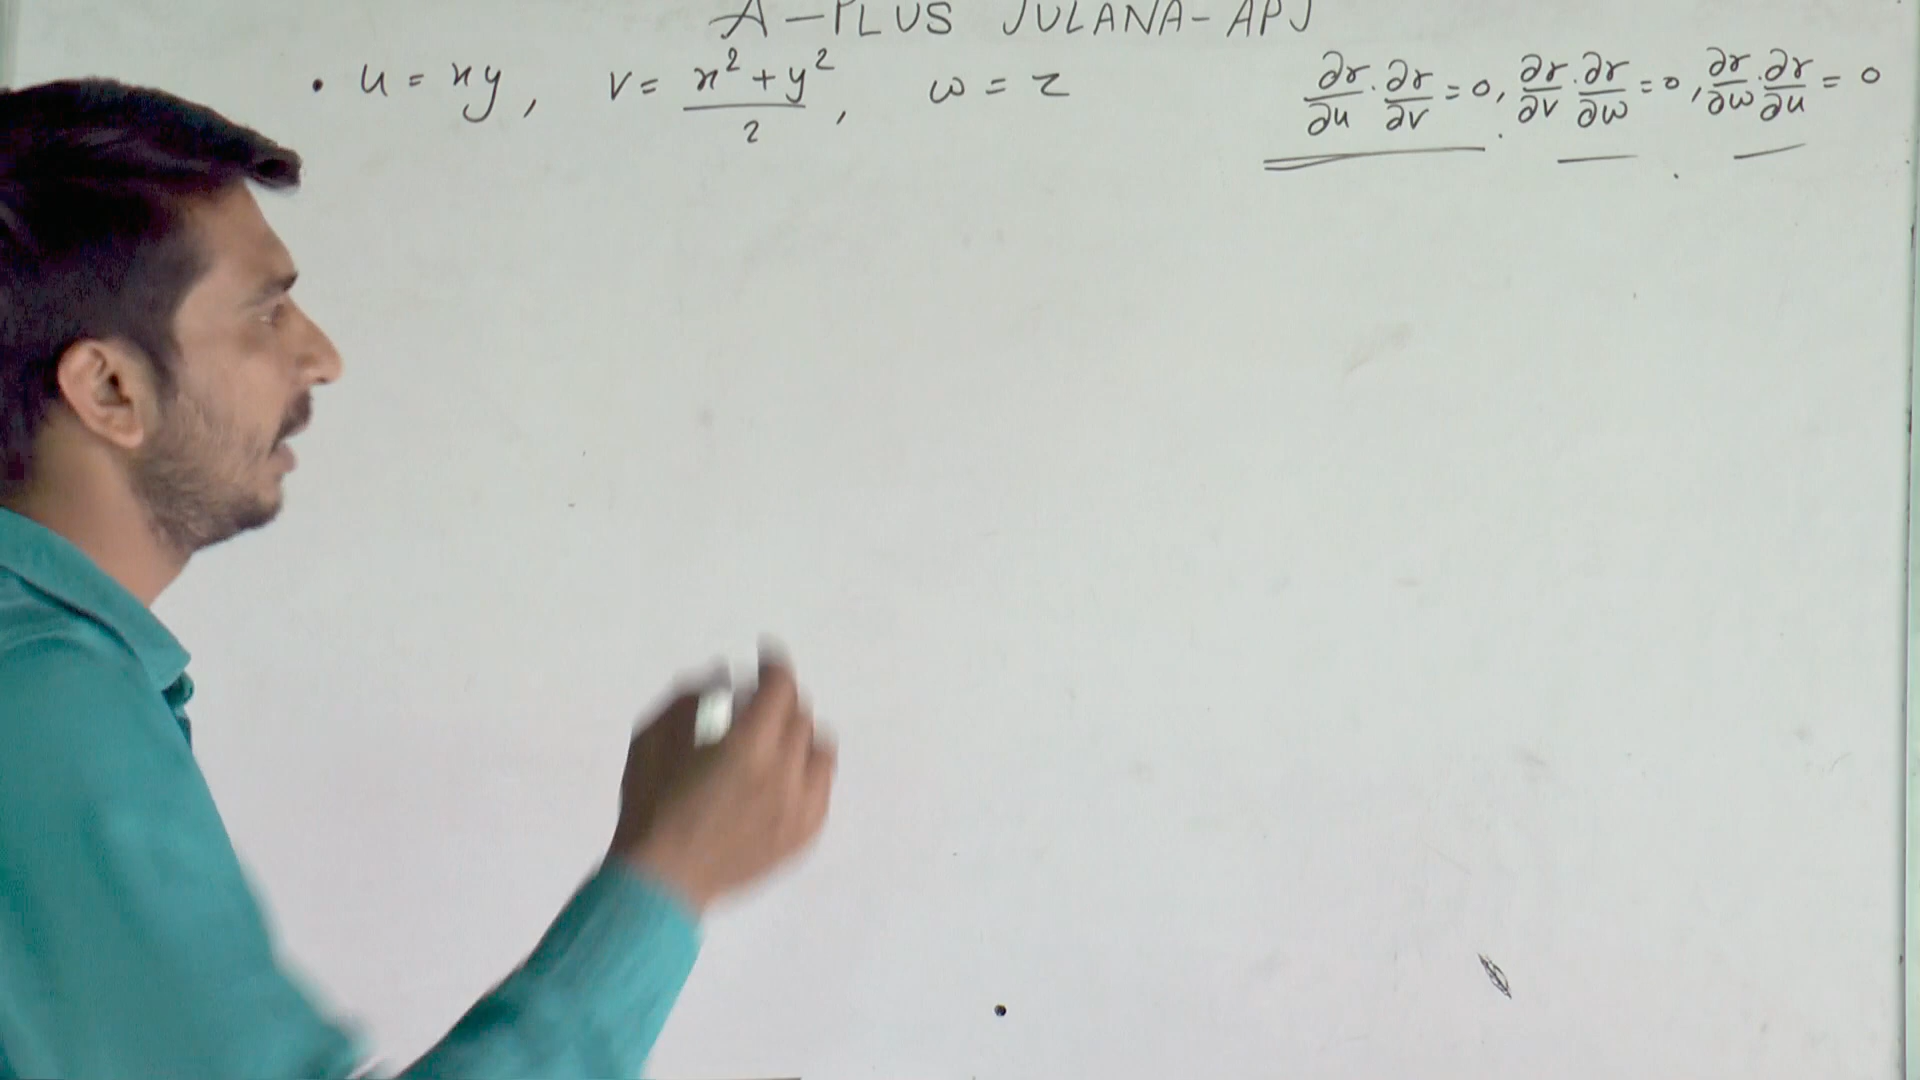 A-PLUS JULANA-APJ
• u = xy, v = x²+y²/2, w = z ∂r/∂u · ∂r/∂v = 0, ∂r/∂v · ∂r/∂w = 0, ∂r/∂w · ∂r/∂u = 0